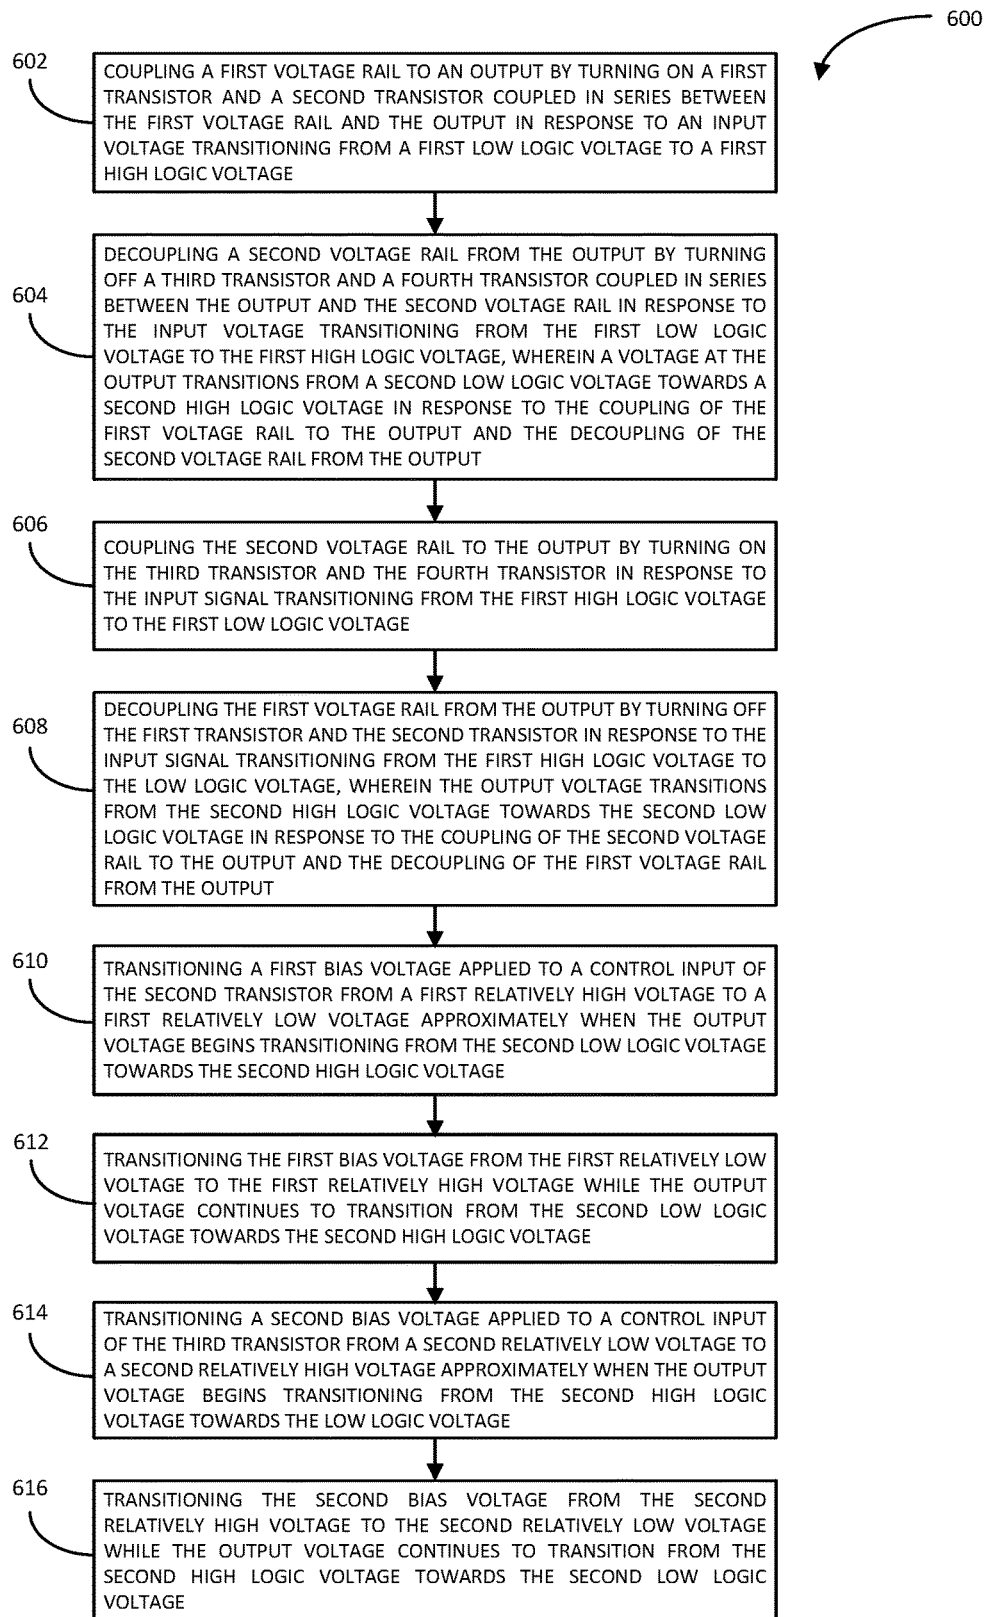 600
602
COUPLING A FIRST VOLTAGE RAIL TO AN OUTPUT BY TURNING ON A FIRST
TRANSISTOR AND A SECOND TRANSISTOR COUPLED IN SERIES BETWEEN
THE FIRST VOLTAGE RAIL AND THE OUTPUT IN RESPONSE TO AN INPUT
VOLTAGE TRANSITIONING FROM A FIRST LOW LOGIC VOLTAGE TO A FIRST
HIGH LOGIC VOLTAGE
604
DECOUPLING A SECOND VOLTAGE RAIL FROM THE OUTPUT BY TURNING
OFF A THIRD TRANSISTOR AND A FOURTH TRANSISTOR COUPLED IN SERIES
BETWEEN THE OUTPUT AND THE SECOND VOLTAGE RAIL IN RESPONSE TO
THE INPUT VOLTAGE TRANSITIONING FROM THE FIRST LOW LOGIC
VOLTAGE TO THE FIRST HIGH LOGIC VOLTAGE, WHEREIN A VOLTAGE AT THE
OUTPUT TRANSITIONS FROM A SECOND LOW LOGIC VOLTAGE TOWARDS A
SECOND HIGH LOGIC VOLTAGE IN RESPONSE TO THE COUPLING OF THE
FIRST VOLTAGE RAIL TO THE OUTPUT AND THE DECOUPLING OF THE
SECOND VOLTAGE RAIL FROM THE OUTPUT
606
COUPLING THE SECOND VOLTAGE RAIL TO THE OUTPUT BY TURNING ON
THE THIRD TRANSISTOR AND THE FOURTH TRANSISTOR IN RESPONSE TO
THE INPUT SIGNAL TRANSITIONING FROM THE FIRST HIGH LOGIC VOLTAGE
TO THE FIRST LOW LOGIC VOLTAGE
608
DECOUPLING THE FIRST VOLTAGE RAIL FROM THE OUTPUT BY TURNING OFF
THE FIRST TRANSISTOR AND THE SECOND TRANSISTOR IN RESPONSE TO THE
INPUT SIGNAL TRANSITIONING FROM THE FIRST HIGH LOGIC VOLTAGE TO
THE LOW LOGIC VOLTAGE, WHEREIN THE OUTPUT VOLTAGE TRANSITIONS
FROM THE SECOND HIGH LOGIC VOLTAGE TOWARDS THE SECOND LOW
LOGIC VOLTAGE IN RESPONSE TO THE COUPLING OF THE SECOND VOLTAGE
RAIL TO THE OUTPUT AND THE DECOUPLING OF THE FIRST VOLTAGE RAIL
FROM THE OUTPUT
610
TRANSITIONING A FIRST BIAS VOLTAGE APPLIED TO A CONTROL INPUT OF
THE SECOND TRANSISTOR FROM A FIRST RELATIVELY HIGH VOLTAGE TO A
FIRST RELATIVELY LOW VOLTAGE APPROXIMATELY WHEN THE OUTPUT
VOLTAGE BEGINS TRANSITIONING FROM THE SECOND LOW LOGIC VOLTAGE
TOWARDS THE SECOND HIGH LOGIC VOLTAGE
612
TRANSITIONING THE FIRST BIAS VOLTAGE FROM THE FIRST RELATIVELY LOW
VOLTAGE TO THE FIRST RELATIVELY HIGH VOLTAGE WHILE THE OUTPUT
VOLTAGE CONTINUES TO TRANSITION FROM THE SECOND LOW LOGIC
VOLTAGE TOWARDS THE SECOND HIGH LOGIC VOLTAGE
614
TRANSITIONING A SECOND BIAS VOLTAGE APPLIED TO A CONTROL INPUT
OF THE THIRD TRANSISTOR FROM A SECOND RELATIVELY LOW VOLTAGE TO
A SECOND RELATIVELY HIGH VOLTAGE APPROXIMATELY WHEN THE OUTPUT
VOLTAGE BEGINS TRANSITIONING FROM THE SECOND HIGH LOGIC
VOLTAGE TOWARDS THE LOW LOGIC VOLTAGE
616
TRANSITIONING THE SECOND BIAS VOLTAGE FROM THE SECOND
RELATIVELY HIGH VOLTAGE TO THE SECOND RELATIVELY LOW VOLTAGE
WHILE THE OUTPUT VOLTAGE CONTINUES TO TRANSITION FROM THE
SECOND HIGH LOGIC VOLTAGE TOWARDS THE SECOND LOW LOGIC
VOLTAGE